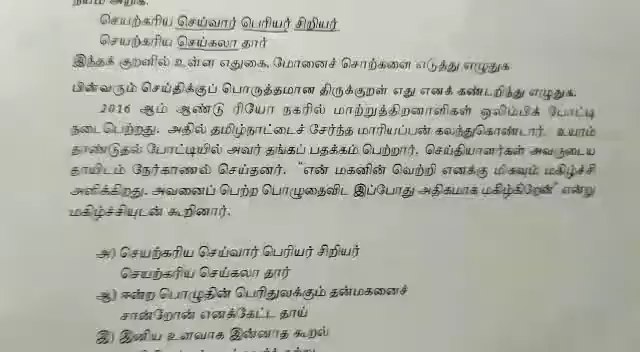 நயம் அறிக.
செயற்கரிய செய்வார் பெரியர் சிறியர்
செயற்கரிய செய்கலா தார்
இந்தக் குறளில் உள்ள எதுகை, மோனைச் சொற்களை எடுத்து எழுதுக
பின்வரும் செய்திக்குப் பொருத்தமான திருக்குறள் எது எனக் கண்டறிந்து எழுதுக.
2016 ஆம் ஆண்டு ரியோ நகரில் மாற்றுத்திறனாளிகள் ஒலிம்பிக் போட்டி
நடைபெற்றது. அதில் தமிழ்நாட்டைச் சேர்ந்த மாரியப்பன் கலந்துகொண்டார். உயரம்
தாண்டுதல் போட்டியில் அவர் தங்கப் பதக்கம் பெற்றார். செய்தியாளர்கள் அவருடைய
தாயிடம் நேர்காணல் செய்தனர். "என் மகனின் வெற்றி எனக்கு மிகவும் மகிழ்ச்சி
அளிக்கிறது. அவனைப் பெற்ற பொழுதைவிட இப்போது அதிகமாக மகிழ்கிறேன்" என்று
மகிழ்ச்சியுடன் கூறினார்.
அ) செயற்கரிய செய்வார் பெரியர் சிறியர்
செயற்கரிய செய்கலா தார்
ஆ) ஈன்ற பொழுதின் பெரிதுவக்கும் தன்மகனைச்
சான்றோன் எனக்கேட்ட தாய்
இ) இனிய உளவாக இன்னாத கூறல்